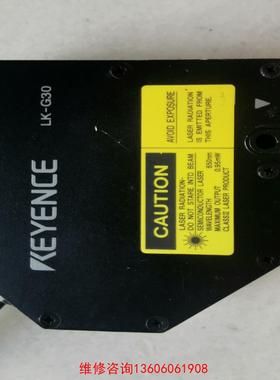 LK-G30
KEYENCE
AVOID EXPOSURE
LASER RADIATION
IS EMITTED FROM
THIS APERTURE.
CAUTION
LASER RADIATION-
DO NOT STARE INTO BEAM
SEMICONDUCTOR LASER
WAVELENGTH 650nm
MAXIMUM OUTPUT 0.95mW
CLASSⅡ LASER PRODUCT
维修咨询13606061908